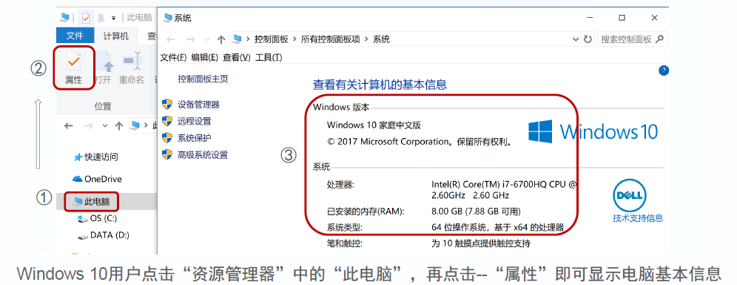 此电脑
系统
文件
计算机
控制面板 › 所有控制面板项 › 系统
搜索控制面板
文件(F) 编辑(E) 查看(V) 工具(T)
②
属性
打开
重命名
位置
控制面板主页
设备管理器
远程设置
系统保护
高级系统设置
快速访问
OneDrive
①
此电脑
OS (C:)
DATA (D:)
查看有关计算机的基本信息
Windows 版本
Windows 10 家庭中文版
© 2017 Microsoft Corporation。保留所有权利。
Windows 10
③
系统
处理器: Intel(R) Core(TM) i7-6700HQ CPU @
2.60GHz 2.60 GHz
已安装的内存(RAM): 8.00 GB (7.88 GB 可用)
系统类型: 64 位操作系统，基于 x64 的处理器
笔和触控: 为 10 触摸点提供触控支持
DELL
技术支持信息
Windows 10用户点击“资源管理器”中的“此电脑”，再点击--“属性”即可显示电脑基本信息